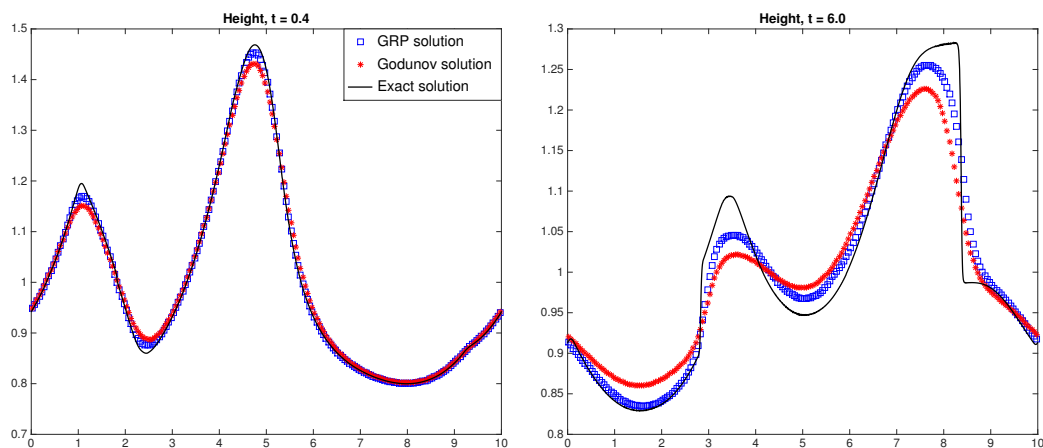 Height, t = 0.4
1.5
1.4
1.3
1.2
1.1
1
0.9
0.8
0.7
0 1 2 3 4 5 6 7 8 9 10
GRP solution
Godunov solution
Exact solution
Height, t = 6.0
1.3
1.25
1.2
1.15
1.1
1.05
1
0.95
0.9
0.85
0.8
0 1 2 3 4 5 6 7 8 9 10